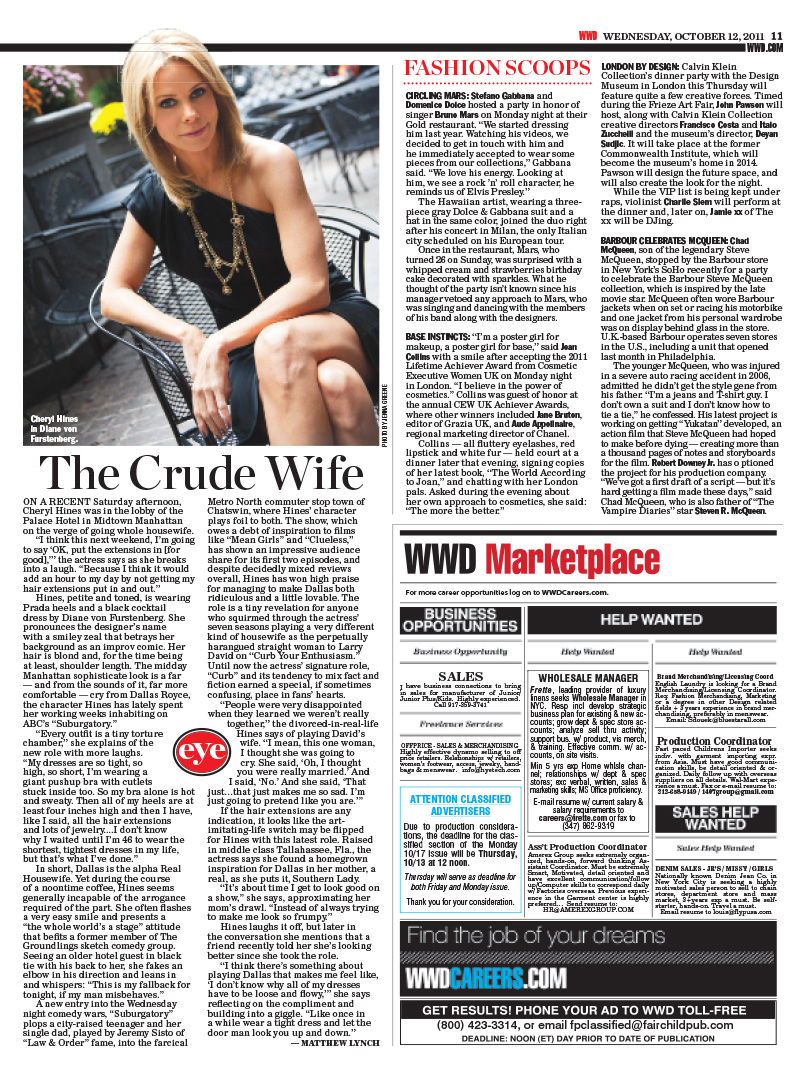 WWD WEDNESDAY, OCTOBER 12, 2011 11
WWD.COM
Cheryl Hines
in Diane von
Furstenberg.
PHOTO BY JENNA GREENE
The Crude Wife
ON A RECENT Saturday afternoon,
Cheryl Hines was in the lobby of the
Palace Hotel in Midtown Manhattan
on the verge of going whole housewife.
“I think this next weekend, I’m going
to say ‘OK, put the extensions in [for
good],’” the actress says as she breaks
into a laugh. “Because I think it would
add an hour to my day by not getting my
hair extensions put in and out.”
Hines, petite and toned, is wearing
Prada heels and a black cocktail
dress by Diane von Furstenberg. She
pronounces the designer’s name
with a smiley zeal that betrays her
background as an improv comic. Her
hair is blond and, for the time being
at least, shoulder length. The midday
Manhattan sophisticate look is a far
— and from the sounds of it, far more
comfortable — cry from Dallas Royce,
the character Hines has lately spent
her working weeks inhabiting on
ABC’s “Suburgatory.”
“Every outfit is a tiny torture
chamber,” she explains of the
new role with more laughs.
“My dresses are so tight, so
high, so short, I’m wearing a
giant pushup bra with cutlets
stuck inside too. So my bra alone is hot
and sweaty. Then all of my heels are at
least four inches high and then I have,
like I said, all the hair extensions
and lots of jewelry....I don’t know
why I waited until I’m 46 to wear the
shortest, tightest dresses in my life,
but that’s what I’ve done.”
In short, Dallas is the alpha Real
Housewife. Yet during the course
of a noontime coffee, Hines seems
generally incapable of the arrogance
required of the part. She often flashes
a very easy smile and presents a
“the whole world’s a stage” attitude
that befits a former member of The
Groundlings sketch comedy group.
Seeing an older hotel guest in black
tie with his back to her, she fakes an
elbow in his direction and leans in
and whispers: “This is my fallback for
tonight, if my man misbehaves.”
A new entry into the Wednesday
night comedy wars, “Suburgatory”
plops a city-raised teenager and her
single dad, played by Jeremy Sisto of
“Law & Order” fame, into the farcical
Metro North commuter stop town of
Chatswin, where Hines’ character
plays foil to both. The show, which
owes a debt of inspiration to films
like “Mean Girls” and “Clueless,”
has shown an impressive audience
share for its first two episodes, and
despite decidedly mixed reviews
overall, Hines has won high praise
for managing to make Dallas both
ridiculous and a little lovable. The
role is a tiny revelation for anyone
who squirmed through the actress’
seven seasons playing a very different
kind of housewife as the perpetually
harangued straight woman to Larry
David on “Curb Your Enthusiasm.”
Until now the actress’ signature role,
“Curb” and its tendency to mix fact and
fiction earned a special, if sometimes
confusing, place in fans’ hearts.
“People were very disappointed
when they learned we weren’t really
together,” the divorced-in-real-life
Hines says of playing David’s
wife. “I mean, this one woman,
I thought she was going to
cry. She said, ‘Oh, I thought
you were really married.’ And
I said, ‘No.’ And she said, ‘That
just...that just makes me so sad. I’m
just going to pretend like you are.’”
If the hair extensions are any
indication, it looks like the art-
imitating-life switch may be flipped
for Hines with this latest role. Raised
in middle class Tallahassee, Fla., the
actress says she found a homegrown
inspiration for Dallas in her mother, a
real, as she puts it, Southern Lady.
“‘It’s about time I get to look good on
a show,” she says, approximating her
mom’s drawl. “Instead of always trying
to make me look so frumpy.”
Hines laughs it off, but later in
the conversation she mentions that a
friend recently told her she’s looking
better since she took the role.
“I think there’s something about
playing Dallas that makes me feel like,
‘I don’t know why all of my dresses
have to be loose and flowy,’” she says
reflecting on the compliment and
building into a giggle. “Like once in
a while wear a tight dress and let the
door man look you up and down.”
— MATTHEW LYNCH
eye
FASHION SCOOPS
CIRCLING MARS: Stefano Gabbana and
Domenico Dolce hosted a party in honor of
singer Bruno Mars on Monday night at their
Gold restaurant. “We started dressing
him last year. Watching his videos, we
decided to get in touch with him and
he immediately accepted to wear some
pieces from our collections,” Gabbana
said. “We love his energy. Looking at
him, we see a rock ’n’ roll character, he
reminds us of Elvis Presley.”
The Hawaiian artist, wearing a three-
piece gray Dolce & Gabbana suit and a
hat in the same color, joined the duo right
after his concert in Milan, the only Italian
city scheduled on his European tour.
Once in the restaurant, Mars, who
turned 26 on Sunday, was surprised with a
whipped cream and strawberries birthday
cake decorated with sparkles. What he
thought of the party isn’t known since his
manager vetoed any approach to Mars, who
was singing and dancing with the members
of his band along with the designers.
BASE INSTINCTS: “I’m a poster girl for
makeup, a poster girl for base,” said Joan
Collins with a smile after accepting the 2011
Lifetime Achiever Award from Cosmetic
Executive Women UK on Monday night
in London. “I believe in the power of
cosmetics.” Collins was guest of honor at
the annual CEW UK Achiever Awards,
where other winners included Jane Bruton,
editor of Grazia UK, and Aude Appolinaire,
regional marketing director of Chanel.
Collins — all fluttery eyelashes, red
lipstick and white fur — held court at a
dinner later that evening, signing copies
of her latest book, “The World According
to Joan,” and chatting with her London
pals. Asked during the evening about
her own approach to cosmetics, she said:
“The more the better.”
LONDON BY DESIGN: Calvin Klein
Collection’s dinner party with the Design
Museum in London this Thursday will
feature quite a few creative forces. Timed
during the Frieze Art Fair, John Pawson will
host, along with Calvin Klein Collection
creative directors Francisco Costa and Italo
Zucchelli and the museum’s director, Deyan
Sudjic. It will take place at the former
Commonwealth Institute, which will
become the museum’s home in 2014.
Pawson will design the future space, and
will also create the look for the night.
While the VIP list is being kept under
raps, violinist Charlie Siem will perform at
the dinner and, later on, Jamie xx of The
xx will be DJing.
BARBOUR CELEBRATES MCQUEEN: Chad
McQueen, son of the legendary Steve
McQueen, stopped by the Barbour store
in New York’s SoHo recently for a party
to celebrate the Barbour Steve McQueen
collection, which is inspired by the late
movie star. McQueen often wore Barbour
jackets when on set or racing his motorbike
and one jacket from his personal wardrobe
was on display behind glass in the store.
U.K.-based Barbour operates seven stores
in the U.S., including a unit that opened
last month in Philadelphia.
The younger McQueen, who was injured
in a severe auto racing accident in 2006,
admitted he didn’t get the style gene from
his father. “I’m a jeans and T-shirt guy. I
don’t own a suit and I don’t know how to
tie a tie,” he confessed. His latest project is
working on getting “Yukatan” developed, an
action film that Steve McQueen had hoped
to make before dying — creating more than
a thousand pages of notes and storyboards
for the film. Robert Downey Jr. has o ptioned
the project for his production company.
“We’ve got a first draft of a script — but it’s
hard getting a film made these days,” said
Chad McQueen, who is also father of “The
Vampire Diaries” star Steven R. McQueen.
WWD Marketplace
For more career opportunities log on to WWDCareers.com.
BUSINESS
OPPORTUNITIES
Business Opportunity
SALES
I have business connections to bring
in sales for manufacturer of Junior/
Junior Plus/Kids. Highly experienced.
Call 917-359-3741
Freelance Services
OFFPRICE - SALES & MERCHANDISING
Highly effective dynamo selling to off
price retailers. Relationships w/retailers,
women's footwear, access, jewelry, hand-
bags & menswear. info@hystech.com
ATTENTION CLASSIFIED
ADVERTISERS
Due to production considera-
tions, the deadline for the clas-
sified section of the Monday
10/17 issue will be Thursday,
10/13 at 12 noon.
Thursday will serve as deadline for
both Friday and Monday issue.
Thank you for your consideration.
HELP WANTED
Help Wanted
WHOLESALE MANAGER
Frette, leading provider of luxury
linens seeks Wholesale Manager in
NYC. Resp incl develop strategic
business plan for existing & new ac-
counts; grow dept & spec store ac-
counts; analyze sell thru activity;
support bus. w/ product, vis merch,
& training. Effective comm. w/ ac-
counts, on site visits.
Min 5 yrs exp Home whlsle chan-
nel; relationships w/ dept & spec
stores; exc verbal, written, sales &
marketing skills; MS Office proficiency.
E-mail resume w/ current salary &
salary requirements to
careers@frette.com or fax to
(347) 862-9319
Ass't Production Coordinator
Amerex Group seeks extremely organ-
ized, hands-on, forward thinking As-
sistant Coordinator. Must be extremely
Smart, Motivated, detail oriented and
have excellent communication/follow
up/Computer skills to correspond daily
w/Factories overseas. Previous experi-
ence in the Garment center is highly
preferred... Send resume to:
HR@AMEREXGROUP.COM
Help Wanted
Brand Merchandising/Licensing Coord
English Laundry is looking for a Brand
Merchandising/Licensing Coordinator.
Req: Fashion Merchandising, Marketing
or a degree in other Design related
fields + 3 years experience in brand mer-
chandising, preferably in menswear.
Production Coordinator
Fast paced Childrens Importer seeks
indiv. with garment importing expr.
from Asia. Must have good communi-
cation skills, be detail oriented & or-
ganized. Daily follow up with overseas
suppliers on all details. Wal-Mart expe-
rience a must. Fax or e-mail resume to:
SALES HELP
WANTED
Sales Help Wanted
DENIM SALES - JR'S / MISSY / GIRLS
Nationally known Denim Jean Co. in
New York City is seeking a highly
motivated sales person to sell to chain
stores, department stores and mass
market, 3+years exp a must. Be self-
starter, hands-on. Travel a must.
Email resume to louis@flypusa.com
Find the job of your dreams
WWDCAREERS.COM
GET RESULTS! PHONE YOUR AD TO WWD TOLL-FREE
(800) 423-3314, or email fpclassified@fairchildpub.com
DEADLINE: NOON (ET) DAY PRIOR TO DATE OF PUBLICATION